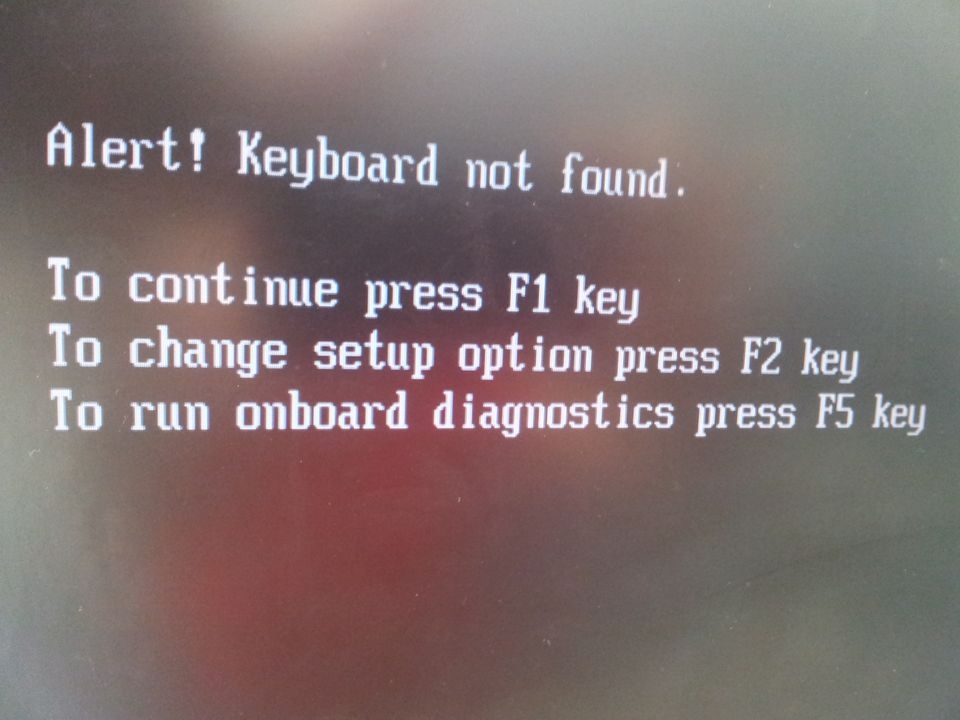 Alert! Keyboard not found.
To continue press F1 key
To change setup option press F2 key
To run onboard diagnostics press F5 key